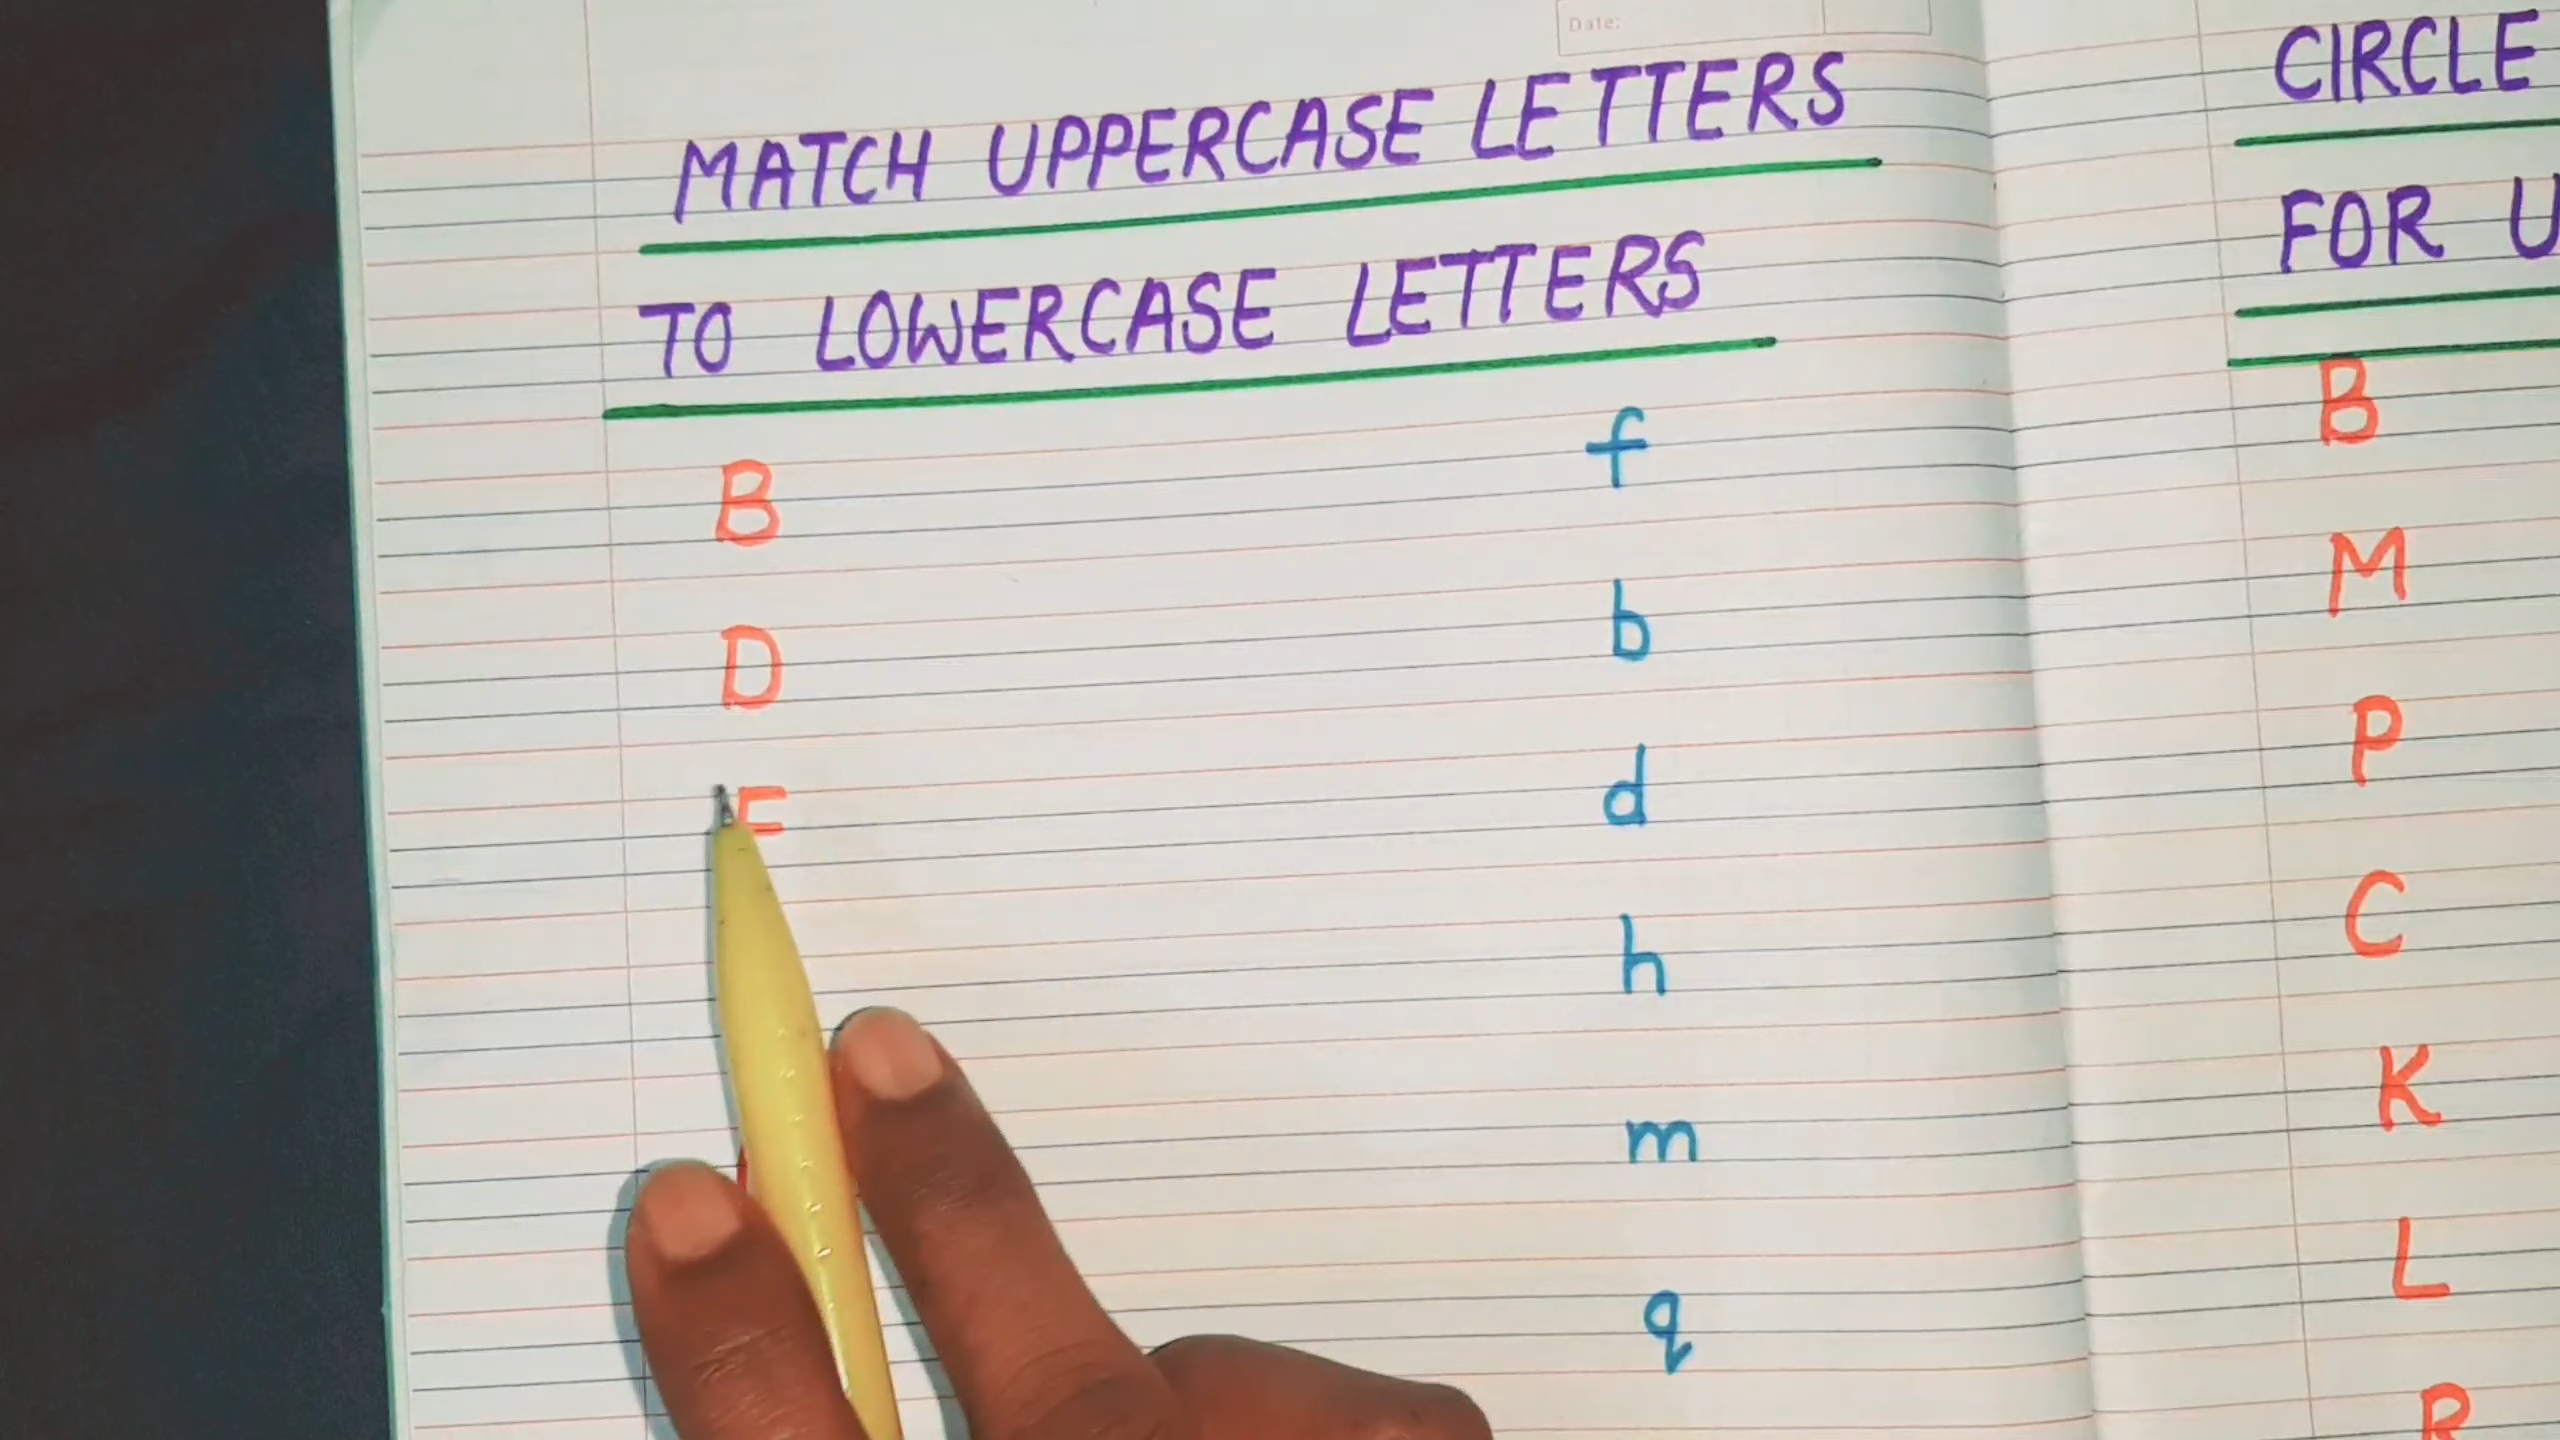 Date:
MATCH UPPERCASE LETTERS
TO LOWERCASE LETTERS
B f
D b
d
h
m
q
CIRCLE
FOR
B
M
P
C
K
L
R